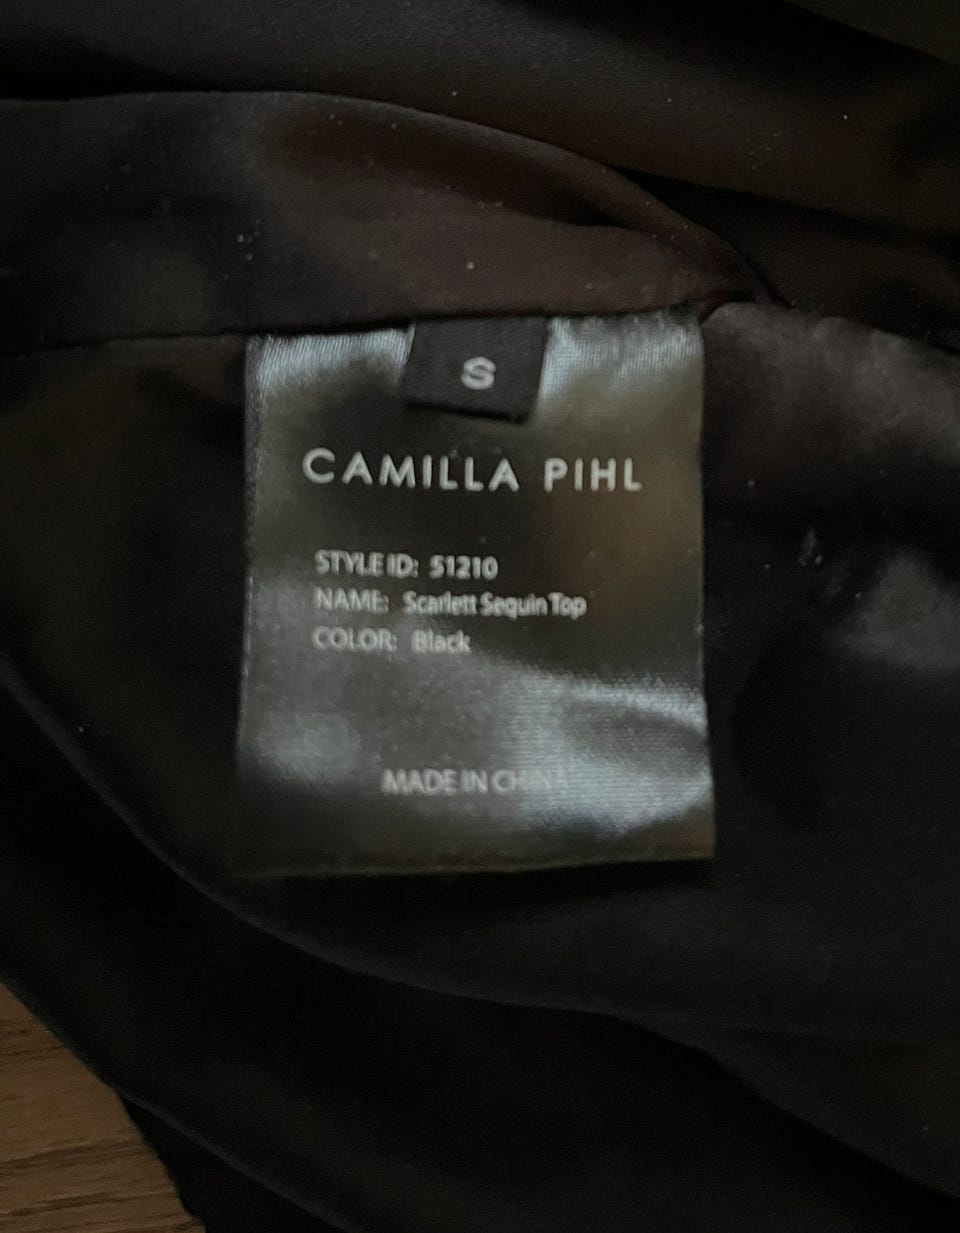 S
CAMILLA PIHL
STYLE ID: 51210
NAME: Scarlett Sequin Top
COLOR: Black
MADE IN CHINA